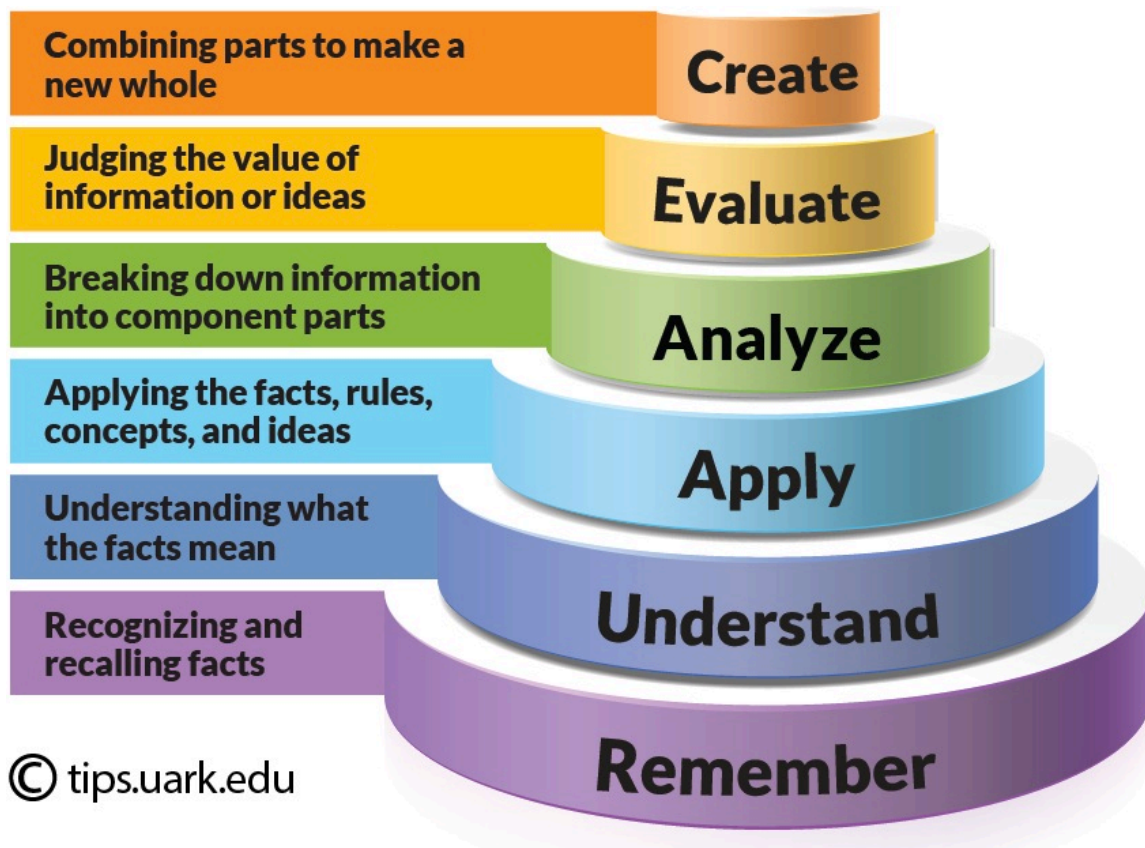 Combining parts to make a
new whole
Create
Judging the value of
information or ideas
Evaluate
Breaking down information
into component parts
Analyze
Applying the facts, rules,
concepts, and ideas
Apply
Understanding what
the facts mean
Understand
Recognizing and
recalling facts
Remember
© tips.uark.edu